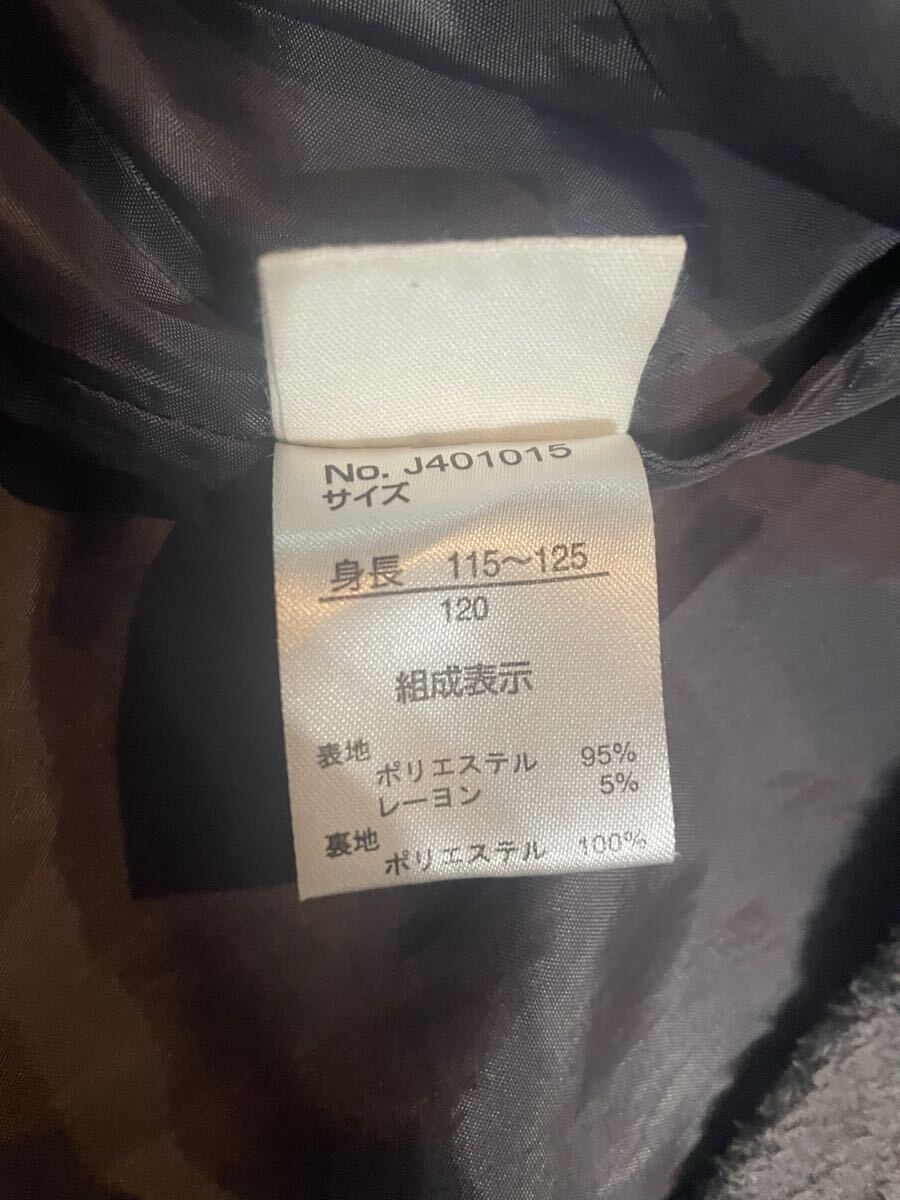 No. J401015
サイズ
身長 115〜125
120
組成表示
表地
ポリエステル 95%
レーヨン 5%
裏地
ポリエステル 100%